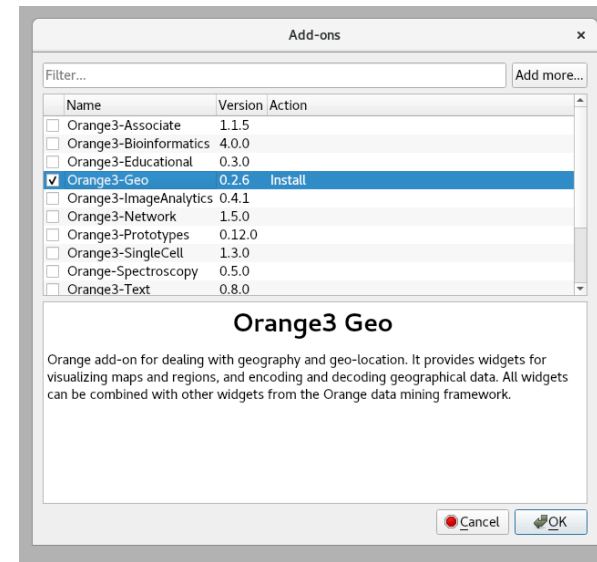 Add-ons ×
Filter... Add more...
Name Version Action
Orange3-Associate 1.1.5
Orange3-Bioinformatics 4.0.0
Orange3-Educational 0.3.0
Orange3-Geo 0.2.6 Install
Orange3-ImageAnalytics 0.4.1
Orange3-Network 1.5.0
Orange3-Prototypes 0.12.0
Orange3-SingleCell 1.3.0
Orange-Spectroscopy 0.5.0
Orange3-Text 0.8.0
Orange3 Geo
Orange add-on for dealing with geography and geo-location. It provides widgets for
visualizing maps and regions, and encoding and decoding geographical data. All widgets
can be combined with other widgets from the Orange data mining framework.
Cancel OK